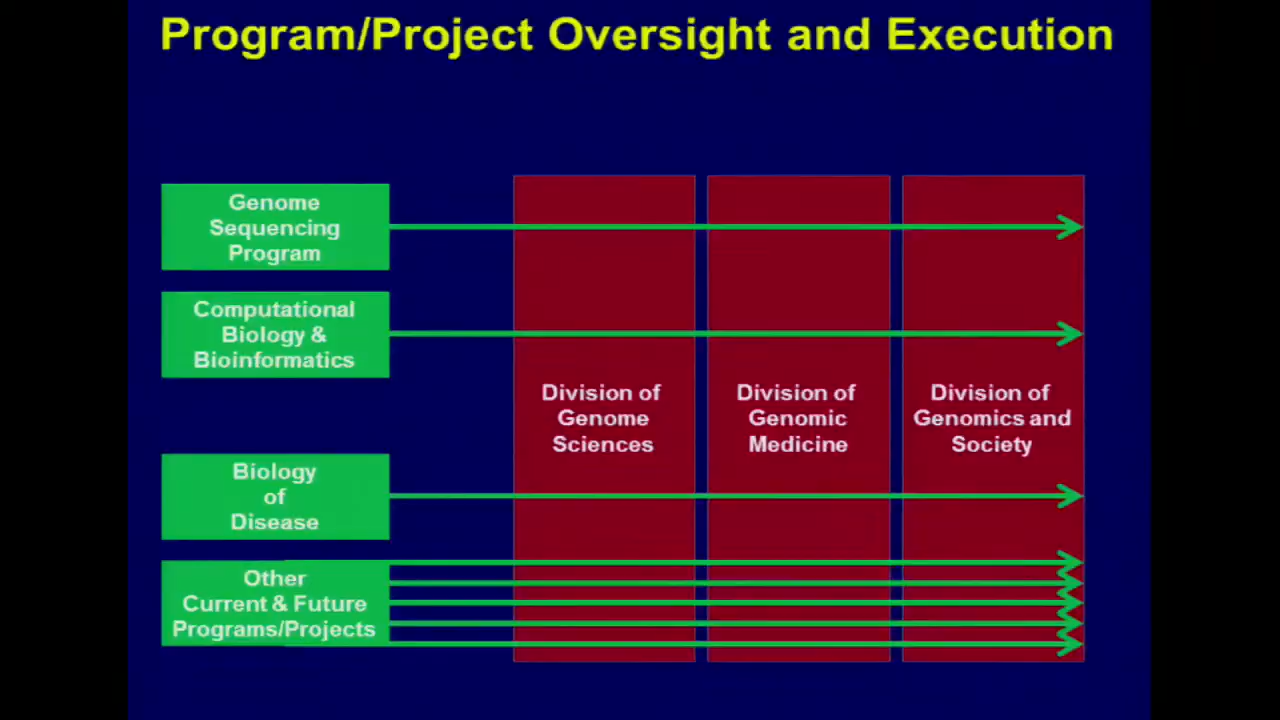 Program/Project Oversight and Execution
Genome
Sequencing
Program
Computational
Biology &
Bioinformatics
Division of
Genome
Sciences
Division of
Genomic
Medicine
Division of
Genomics and
Society
Biology
of
Disease
Other
Current & Future
Programs/Projects